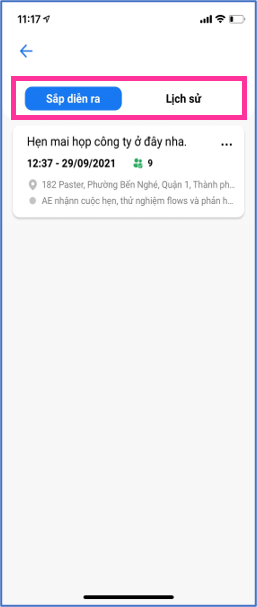 11:17
Sắp diễn ra
Lịch sử
Hẹn mai họp công ty ở đây nha.
12:37 - 29/09/2021 9
182 Paster, Phường Bến Nghé, Quận 1, Thành ph...
AE nhậnn cuộc hẹn, thử nghiệm flows và phản h...